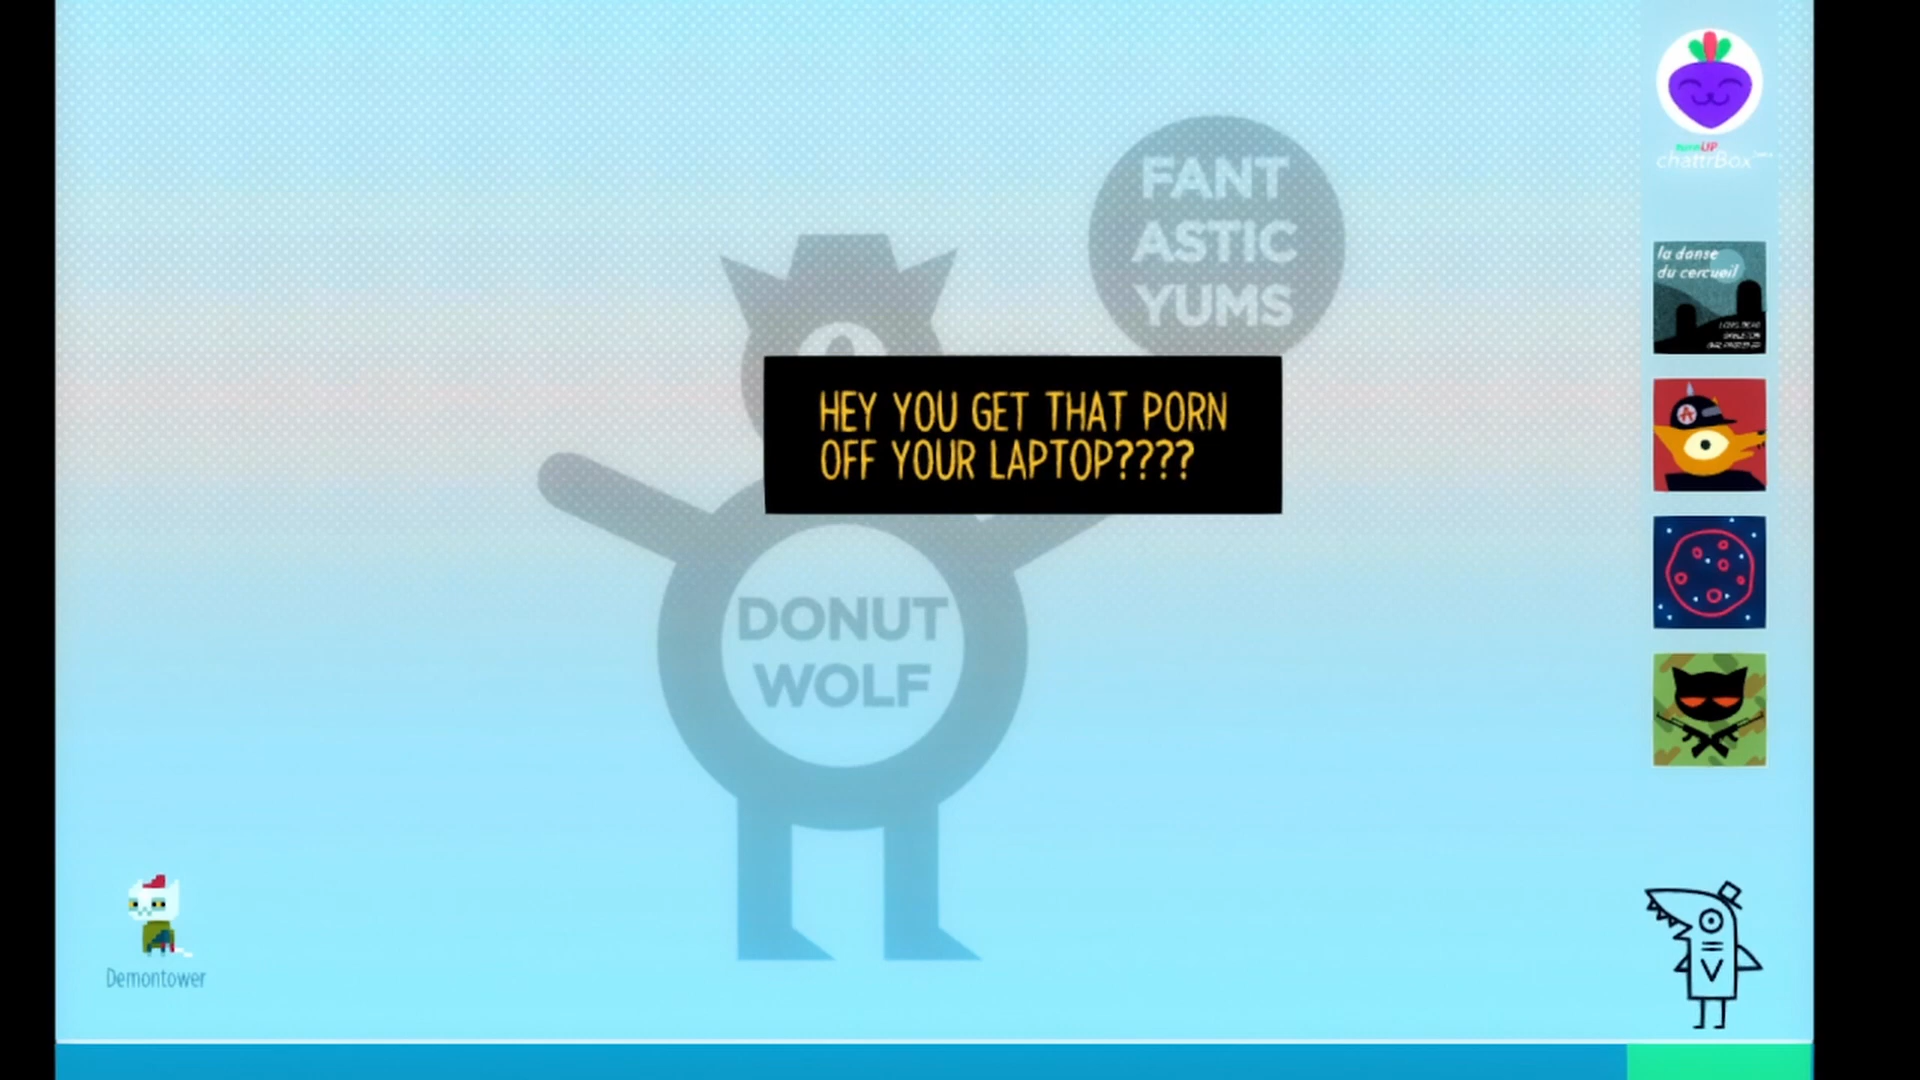 FANT
ASTIC
YUMS
HEY YOU GET THAT PORN
OFF YOUR LAPTOP????
DONUT
WOLF
turnUP
chattrBox
la danse
du cercueil
A
Demontower